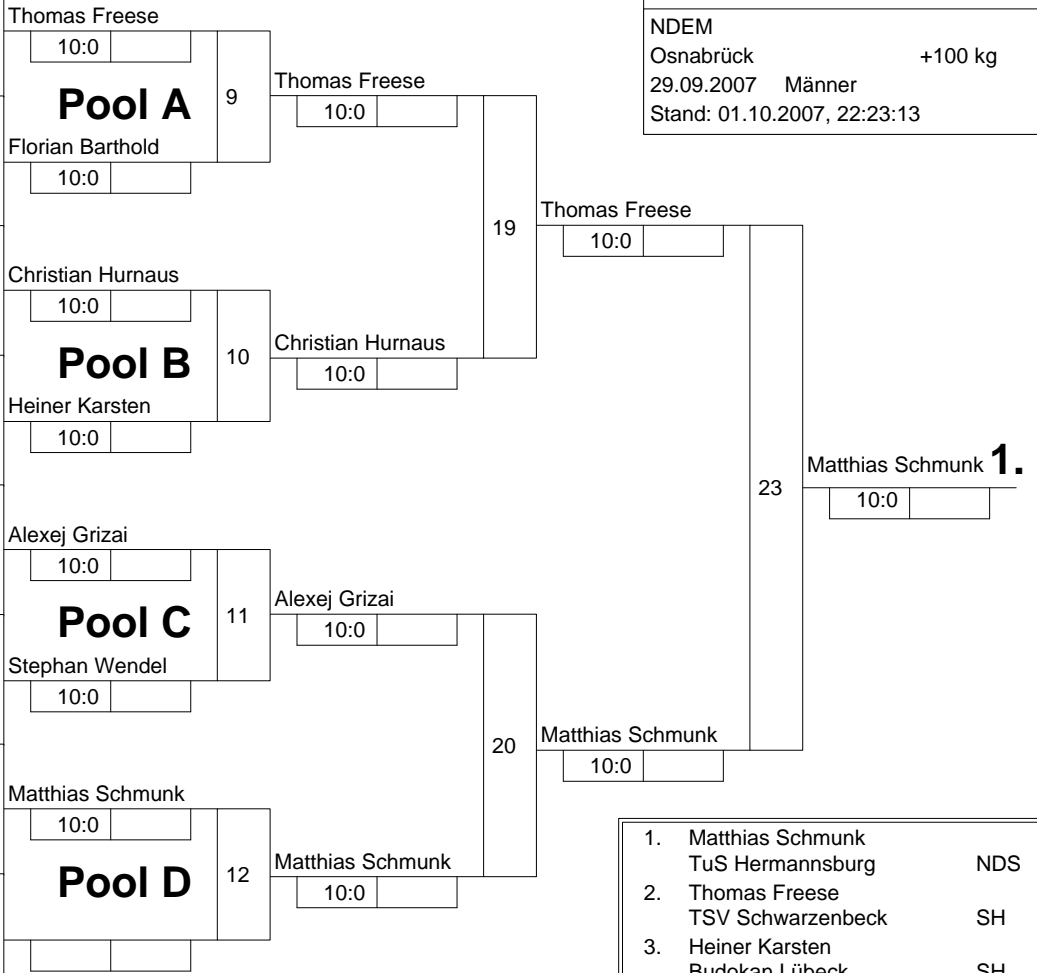 Thomas Freese
10:0
Pool A
9
Florian Barthold
10:0
Thomas Freese
10:0
Christian Hurnaus
10:0
Pool B
10
Heiner Karsten
10:0
Christian Hurnaus
10:0
19
Thomas Freese
10:0
Alexej Grizai
10:0
Pool C
11
Stephan Wendel
10:0
Alexej Grizai
10:0
Matthias Schmunk
10:0
Pool D
12
Matthias Schmunk
10:0
20
Matthias Schmunk
10:0
23
Matthias Schmunk 1.
10:0
NDEM
Osnabrück +100 kg
29.09.2007 Männer
Stand: 01.10.2007, 22:23:13
1. Matthias Schmunk
TuS Hermannsburg NDS
2. Thomas Freese
TSV Schwarzenbeck SH
3. Heiner Karsten
Budokan Lübeck SH